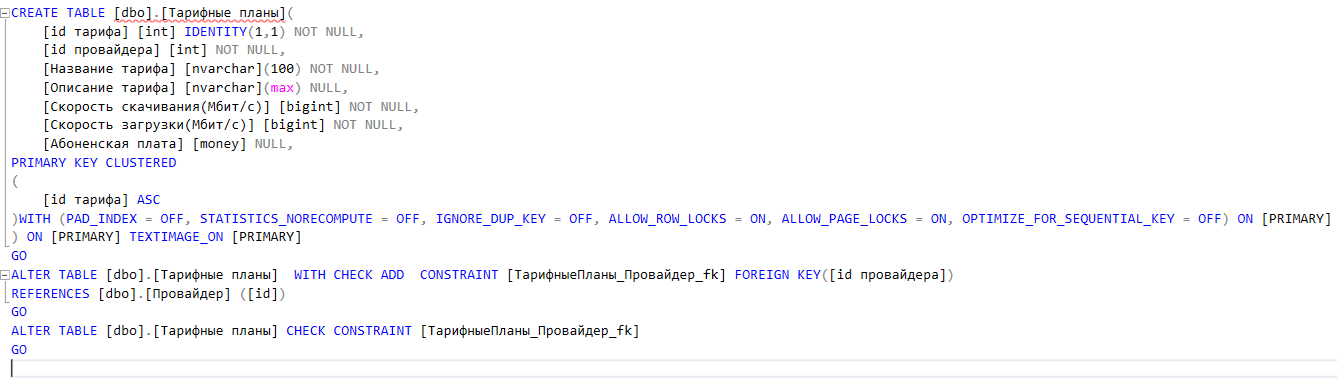 CREATE TABLE [dbo].[Тарифные планы](
    [id тарифа] [int] IDENTITY(1,1) NOT NULL,
    [id провайдера] [int] NOT NULL,
    [Название тарифа] [nvarchar](100) NOT NULL,
    [Описание тарифа] [nvarchar](max) NULL,
    [Скорость скачивания(Мбит/с)] [bigint] NOT NULL,
    [Скорость загрузки(Мбит/с)] [bigint] NOT NULL,
    [Абоненская плата] [money] NULL,
PRIMARY KEY CLUSTERED
(
    [id тарифа] ASC
)WITH (PAD_INDEX = OFF, STATISTICS_NORECOMPUTE = OFF, IGNORE_DUP_KEY = OFF, ALLOW_ROW_LOCKS = ON, ALLOW_PAGE_LOCKS = ON, OPTIMIZE_FOR_SEQUENTIAL_KEY = OFF) ON [PRIMARY]
) ON [PRIMARY] TEXTIMAGE_ON [PRIMARY]
GO
ALTER TABLE [dbo].[Тарифные планы]  WITH CHECK ADD  CONSTRAINT [ТарифныеПланы_Провайдер_fk] FOREIGN KEY([id провайдера])
REFERENCES [dbo].[Провайдер] ([id])
GO
ALTER TABLE [dbo].[Тарифные планы] CHECK CONSTRAINT [ТарифныеПланы_Провайдер_fk]
GO